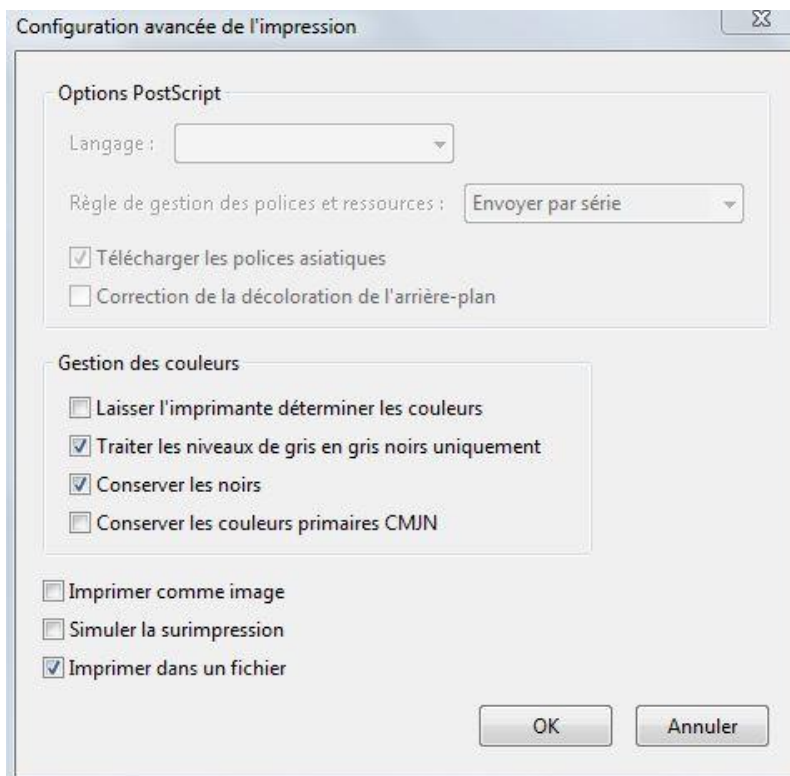 Configuration avancée de l'impression
Options PostScript
Langage :
Règle de gestion des polices et ressources : Envoyer par série
Télécharger les polices asiatiques
Correction de la décoloration de l'arrière-plan
Gestion des couleurs
Laisser l'imprimante déterminer les couleurs
Traiter les niveaux de gris en gris noirs uniquement
Conserver les noirs
Conserver les couleurs primaires CMJN
Imprimer comme image
Simuler la surimpression
Imprimer dans un fichier
OK Annuler